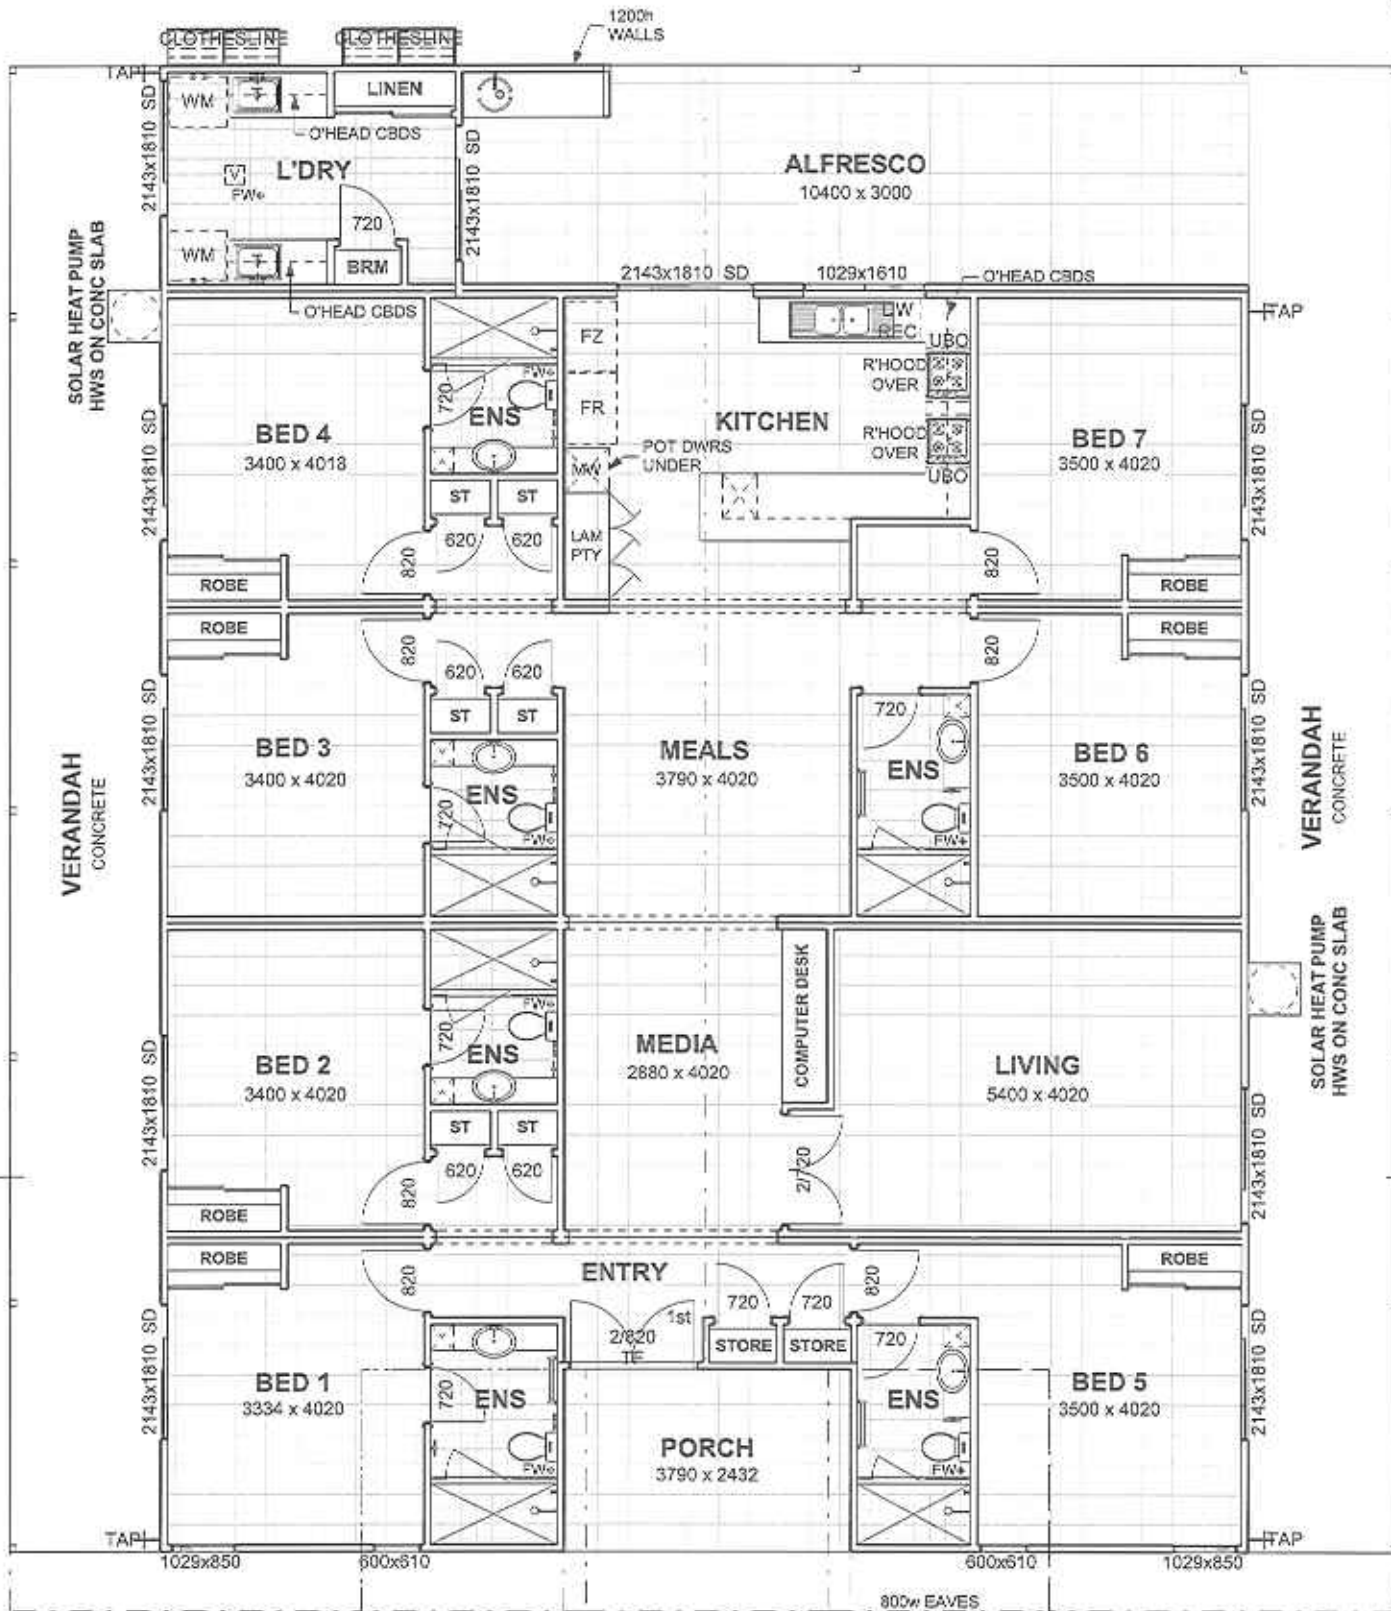 1200h
WALLS
CLOTHESLINE
CLOTHESLINE
TAP
WM
LINEN
O'HEAD CBDS
2143x1810 SD
L'DRY
FW
2143x1810 SD
ALFRESCO
10400 x 3000
720
WM
BRM
O'HEAD CBDS
SOLAR HEAT PUMP
HWS ON CONC SLAB
2143x1810 SD
1029x1610
O'HEAD CBDS
TAP
FZ
DW
REC
UBO
R'HOOD
OVER
FR
FW
720
ENS
KITCHEN
R'HOOD
OVER
UBO
BED 4
3400 x 4018
2143x1810 SD
BED 7
3500 x 4020
2143x1810 SD
MW
POT DWRS
UNDER
ST
ST
620
620
LAM
PTY
820
820
ROBE
ROBE
ROBE
ROBE
820
620
620
820
ST
ST
2143x1810 SD
BED 3
3400 x 4020
720
ENS
FW
MEALS
3790 x 4020
720
ENS
FW
BED 6
3500 x 4020
2143x1810 SD
VERANDAH
CONCRETE
VERANDAH
CONCRETE
SOLAR HEAT PUMP
HWS ON CONC SLAB
FW
720
ENS
BED 2
3400 x 4020
2143x1810 SD
MEDIA
2880 x 4020
COMPUTER DESK
LIVING
5400 x 4020
2143x1810 SD
ST
ST
620
620
820
2/720
ROBE
ROBE
820
ENTRY
820
ROBE
720
720
1st
2/820
STORE
STORE
720
2143x1810 SD
BED 1
3334 x 4020
720
ENS
FW
PORCH
3790 x 2432
ENS
FW
BED 5
3500 x 4020
2143x1810 SD
TAP
TAP
1029x850
600x610
600x610
1029x850
800w EAVES